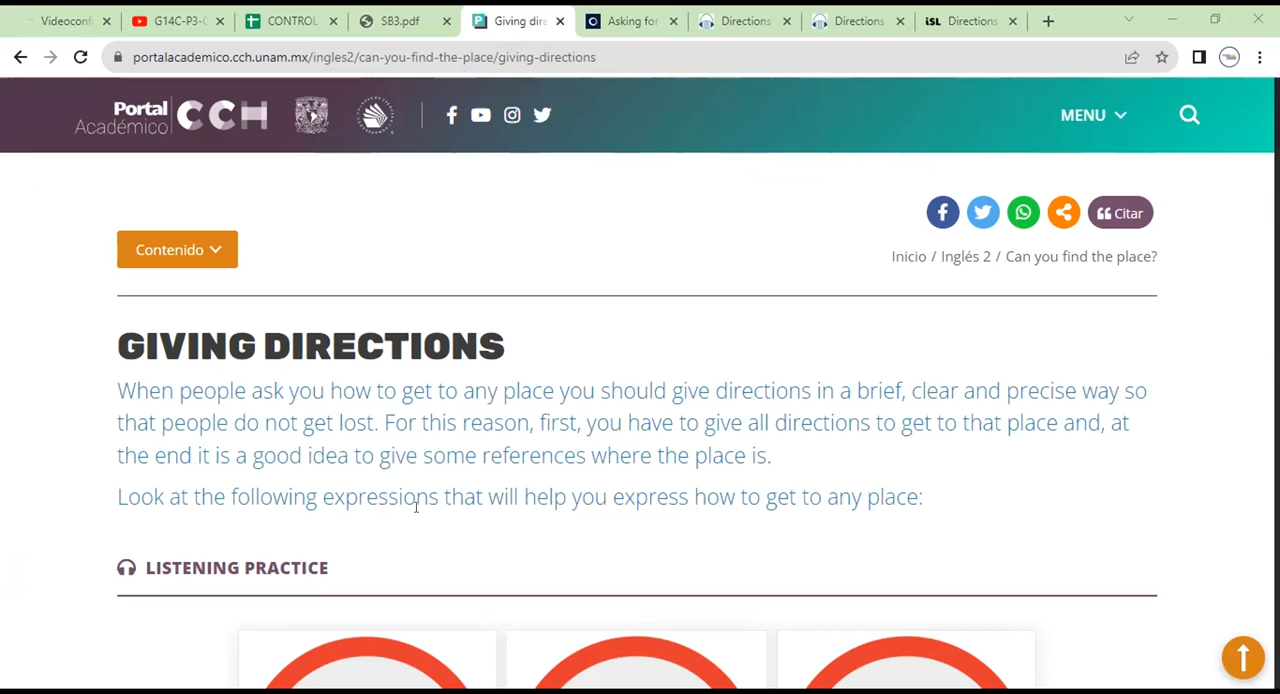 Videoconf
G14C-P3-
CONTROL
SB3.pdf
Giving dire
Asking for
Directions
Directions
iSL Directions
portalacademico.cch.unam.mx/ingles2/can-you-find-the-place/giving-directions
Portal
Académico
CCH
MENU
Citar
Contenido
Inicio / Inglés 2 / Can you find the place?
GIVING DIRECTIONS
When people ask you how to get to any place you should give directions in a brief, clear and precise way so
that people do not get lost. For this reason, first, you have to give all directions to get to that place and, at
the end it is a good idea to give some references where the place is.
Look at the following expressions that will help you express how to get to any place:
LISTENING PRACTICE